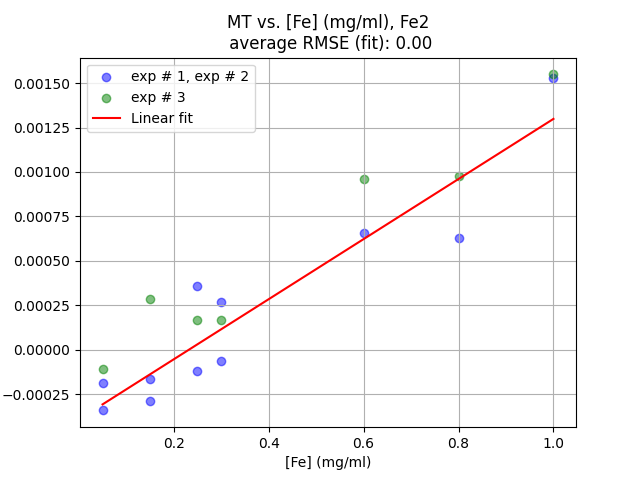 MT vs. [Fe] (mg/ml), Fe2
average RMSE (fit): 0.00
exp # 1, exp # 2
exp # 3
Linear fit
0.00150
0.00125
0.00100
0.00075
0.00050
0.00025
0.00000
−0.00025
0.2 0.4 0.6 0.8 1.0
[Fe] (mg/ml)